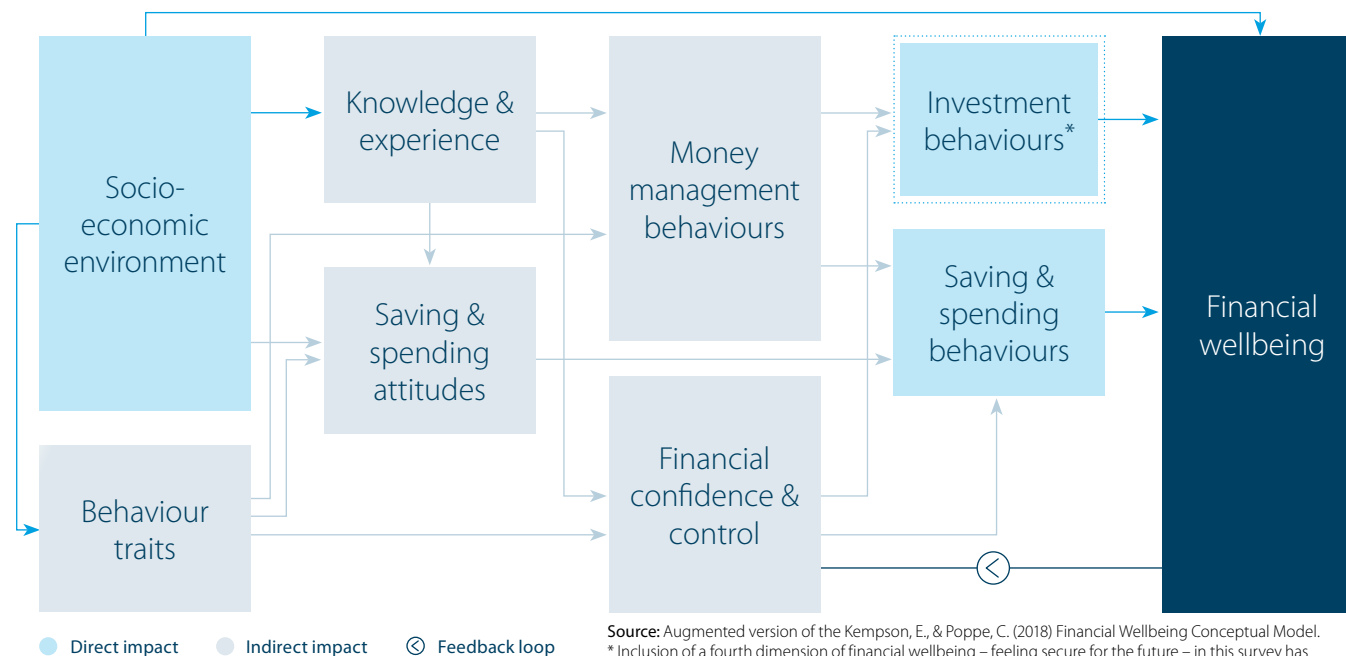 Socio-
economic
environment
Behaviour
traits
Knowledge &
experience
Saving &
spending
attitudes
Money
management
behaviours
Financial
confidence &
control
Investment
behaviours*
Saving &
spending
behaviours
Financial
wellbeing
Direct impact
Indirect impact
Feedback loop
Source: Augmented version of the Kempson, E., & Poppe, C. (2018) Financial Wellbeing Conceptual Model.
* Inclusion of a fourth dimension of financial wellbeing – feeling secure for the future – in this survey has